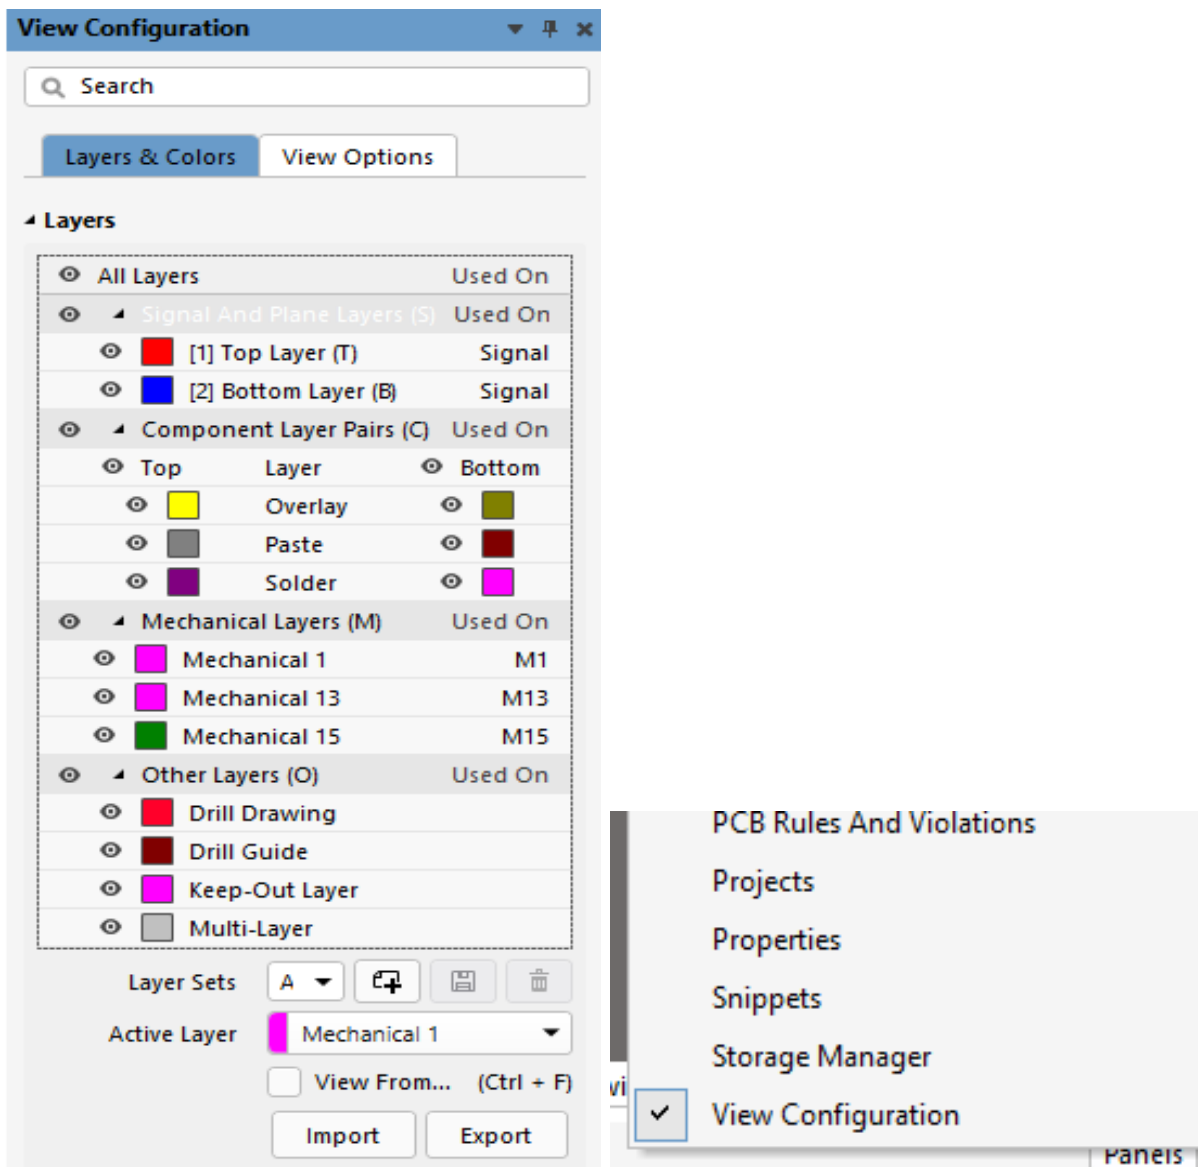 View Configuration
Search
Layers & Colors View Options
Layers
All Layers Used On
Signal And Plane Layers (S) Used On
[1] Top Layer (T) Signal
[2] Bottom Layer (B) Signal
Component Layer Pairs (C) Used On
Top Layer Bottom
Overlay
Paste
Solder
Mechanical Layers (M) Used On
Mechanical 1 M1
Mechanical 13 M13
Mechanical 15 M15
Other Layers (O) Used On
Drill Drawing
Drill Guide
Keep-Out Layer
Multi-Layer
Layer Sets A
Active Layer Mechanical 1
View From... (Ctrl + F)
Import Export
PCB Rules And Violations
Projects
Properties
Snippets
Storage Manager
View Configuration
Panels